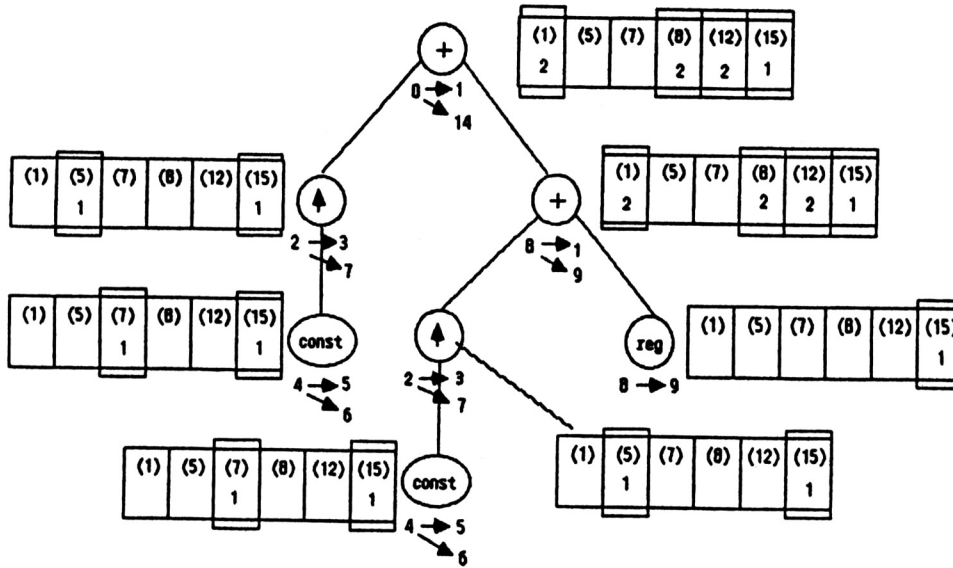 +
(1) (5) (7) (8) (12) (15)
2 2 2 1
0 1
14
(1) (5) (7) (8) (12) (15)
1 1
2 3
7
+
8 1
9
(1) (5) (7) (8) (12) (15)
2 2 2 1
(1) (5) (7) (8) (12) (15)
1 1
const
4 5
6
2 3
7
reg
8 9
(1) (5) (7) (8) (12) (15)
1
(1) (5) (7) (8) (12) (15)
1 1
const
4 5
6
(1) (5) (7) (8) (12) (15)
1 1